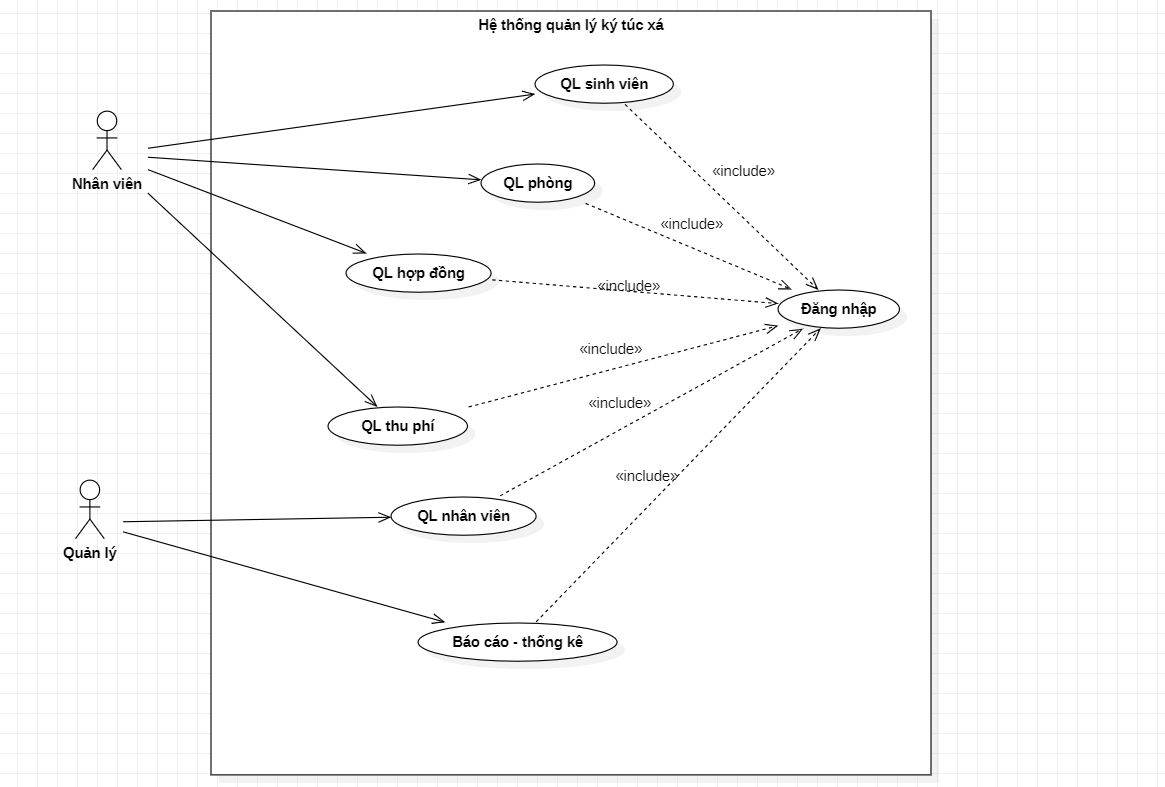 Hệ thống quản lý ký túc xá
QL sinh viên
«include»
Nhân viên
QL phòng
«include»
QL hợp đồng
«include»
Đăng nhập
«include»
«include»
QL thu phí
«include»
QL nhân viên
Quản lý
Báo cáo - thống kê